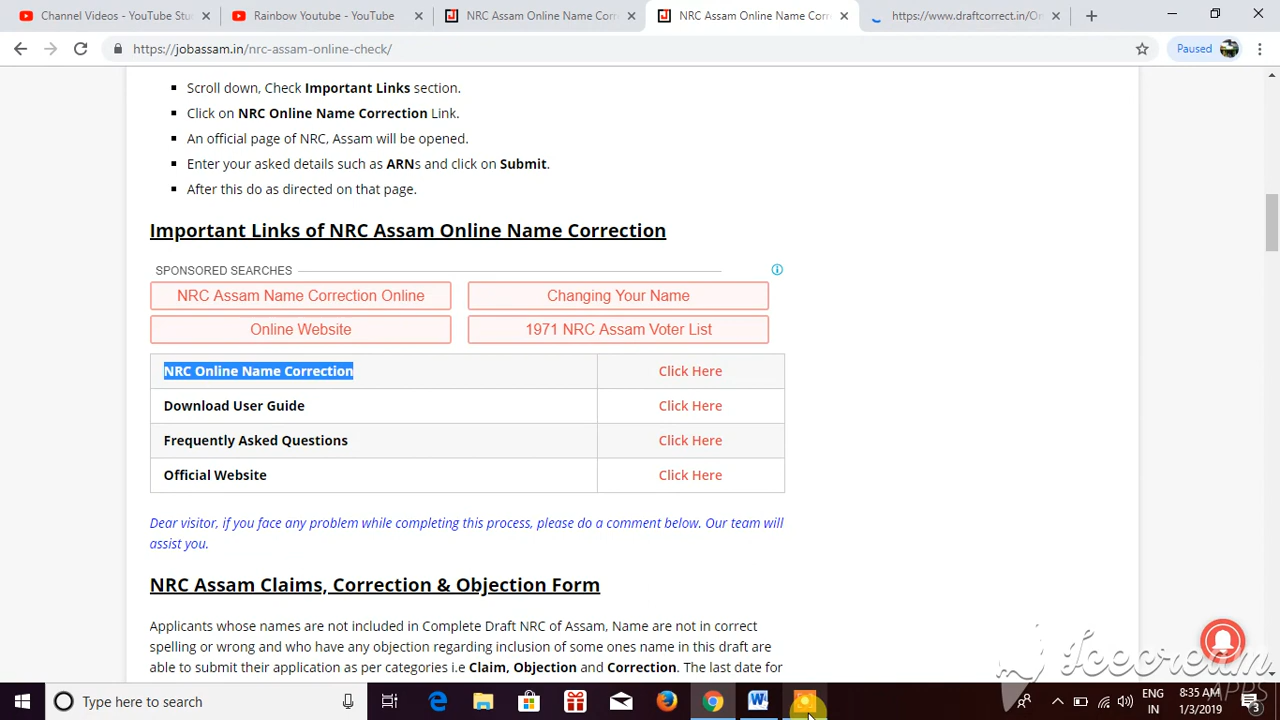 Channel Videos - YouTube Stu
Rainbow Youtube - YouTube
NRC Assam Online Name Corr
NRC Assam Online Name Corr
https://www.draftcorrect.in/On
https://jobassam.in/nrc-assam-online-check/
Paused
Scroll down, Check Important Links section.
Click on NRC Online Name Correction Link.
An official page of NRC, Assam will be opened.
Enter your asked details such as ARNs and click on Submit.
After this do as directed on that page.
Important Links of NRC Assam Online Name Correction
SPONSORED SEARCHES
NRC Assam Name Correction Online
Changing Your Name
Online Website
1971 NRC Assam Voter List
NRC Online Name Correction Click Here
Download User Guide Click Here
Frequently Asked Questions Click Here
Official Website Click Here
Dear visitor, if you face any problem while completing this process, please do a comment below. Our team will
assist you.
NRC Assam Claims, Correction & Objection Form
Applicants whose names are not included in Complete Draft NRC of Assam, Name are not in correct
spelling or wrong and who have any objection regarding inclusion of some ones name in this draft are
able to submit their application as per categories i.e Claim, Objection and Correction. The last date for
Icecream
APPS
Type here to search
ENG
IN
8:35 AM
1/3/2019
3